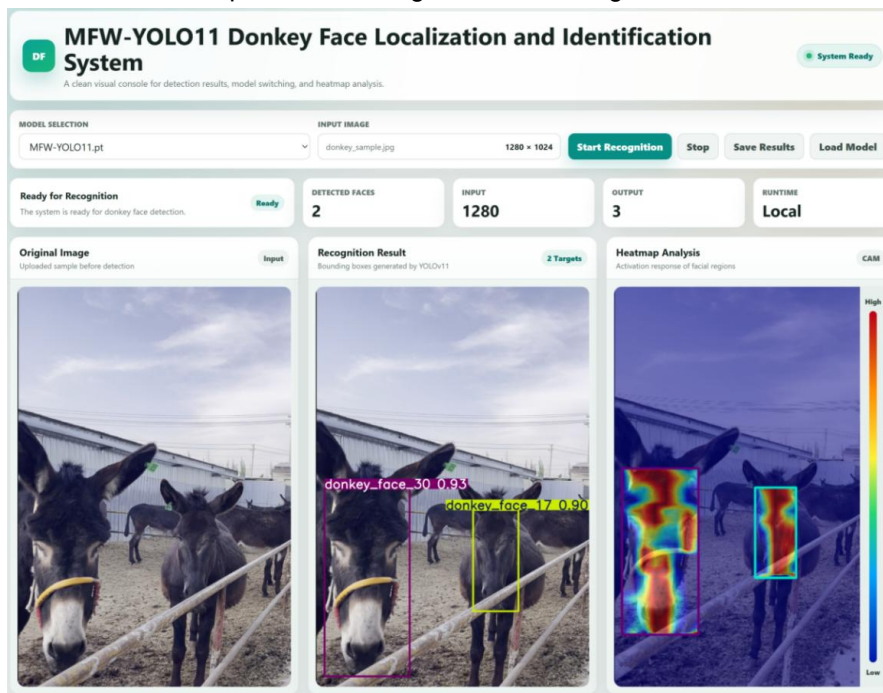 MFW-YOLO11 Donkey Face Localization and Identification
System
DF
A clean visual console for detection results, model switching, and heatmap analysis.
System Ready
MODEL SELECTION
INPUT IMAGE
MFW-YOLO11.pt
donkey_sample.jpg
1280 × 1024
Start Recognition
Stop
Save Results
Load Model
Ready for Recognition
The system is ready for donkey face detection.
Ready
DETECTED FACES
2
INPUT
1280
OUTPUT
3
RUNTIME
Local
Original Image
Uploaded sample before detection
Input
Recognition Result
Bounding boxes generated by YOLOv11
2 Targets
Heatmap Analysis
Activation response of facial regions
CAM
High
donkey_face_30 0.93
donkey_face_17 0.90
Low